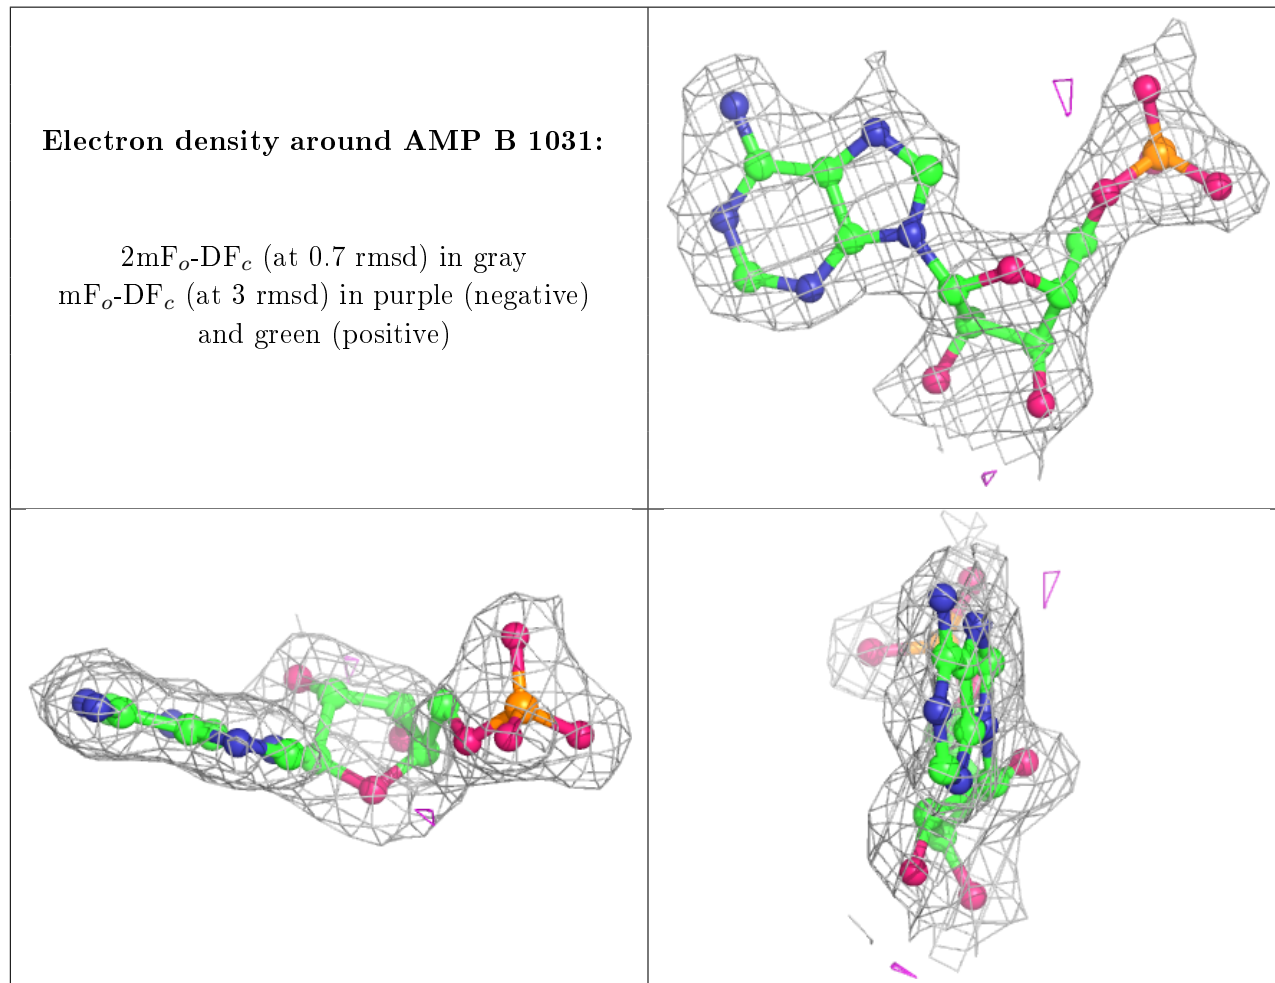 Electron density around AMP B 1031:
2mFo-DFc (at 0.7 rmsd) in gray
mFo-DFc (at 3 rmsd) in purple (negative)
and green (positive)